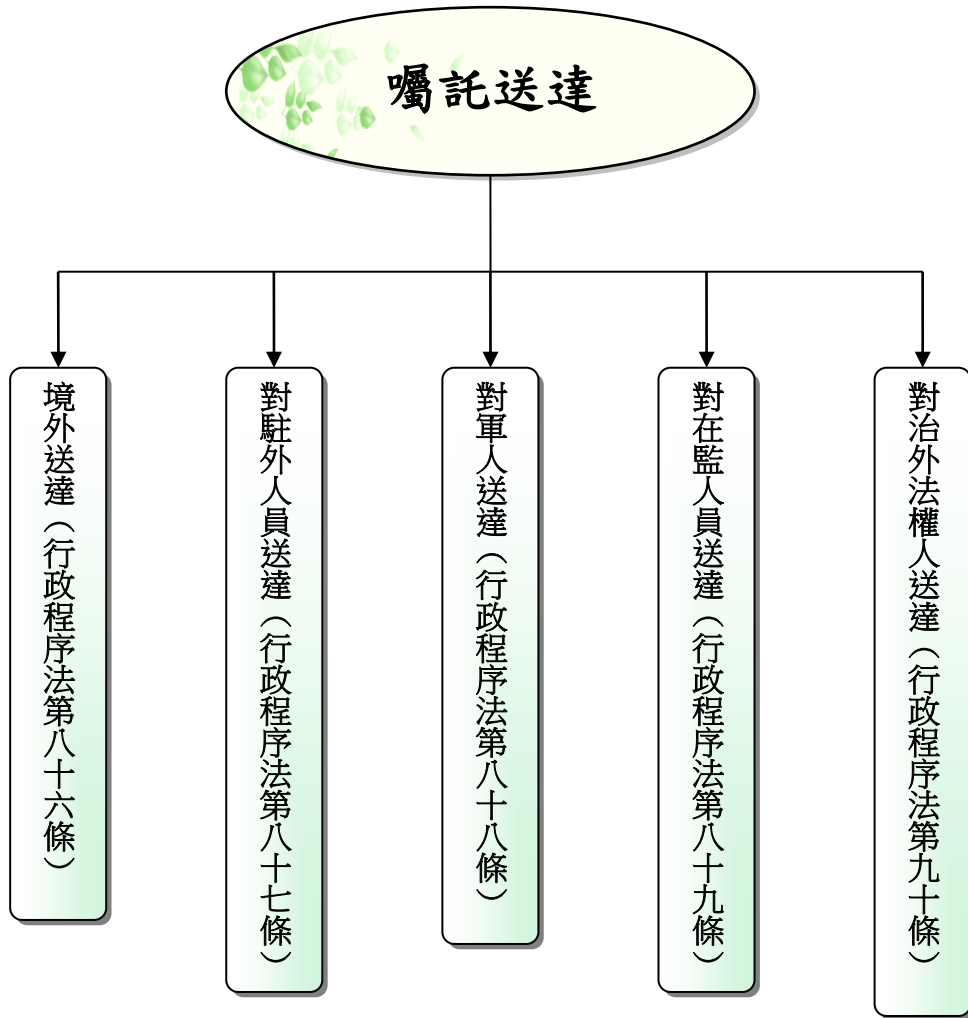 囑託送達
境外送達（行政程序法第八十六條）
對駐外人員送達（行政程序法第八十七條）
對軍人送達（行政程序法第八十八條）
對在監人員送達（行政程序法第八十九條）
對治外法權人送達（行政程序法第九十條）